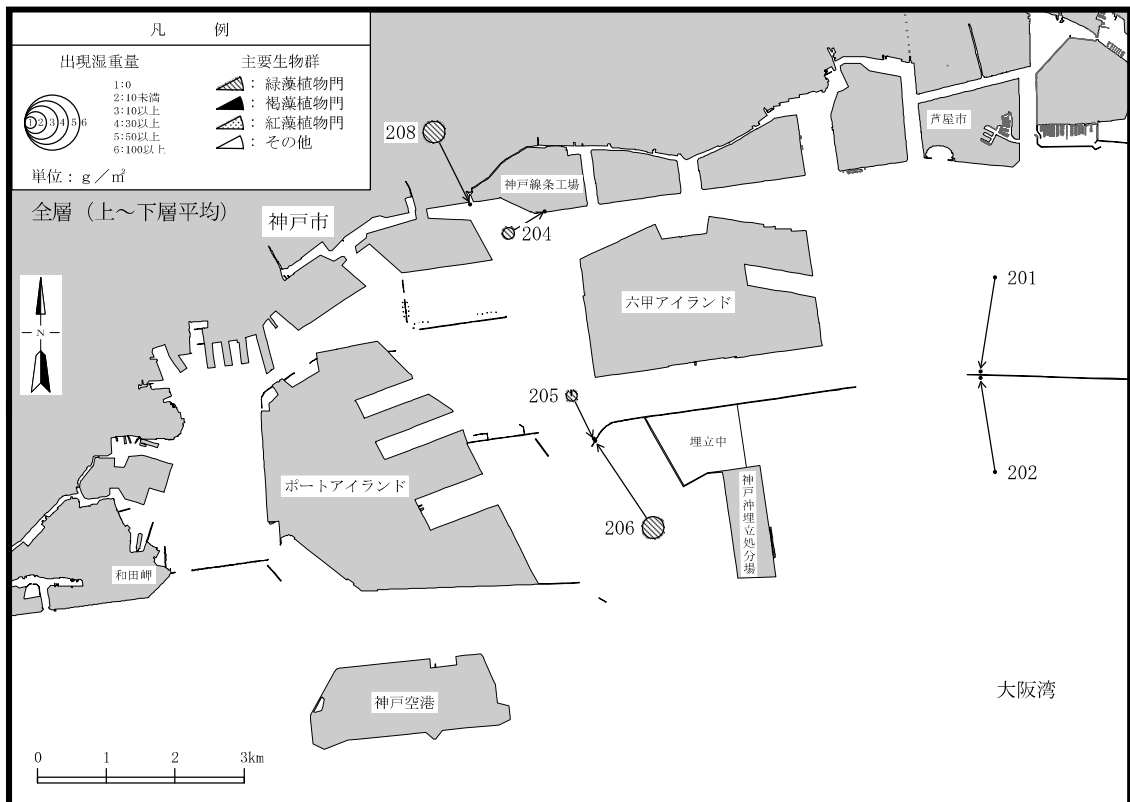 凡 例
出現湿重量
1:0
2:10未満
3:10以上
4:30以上
5:50以上
6:100以上
1 2 3 4 5 6
単位：g／㎡
主要生物群
：緑藻植物門
：褐藻植物門
：紅藻植物門
：その他
全層（上～下層平均）
208
神戸線条工場
204
神戸市
芦屋市
六甲アイランド
201
N
205
埋立中
202
ポートアイランド
神戸沖埋立処分場
206
和田岬
神戸空港
大阪湾
0 1 2 3km